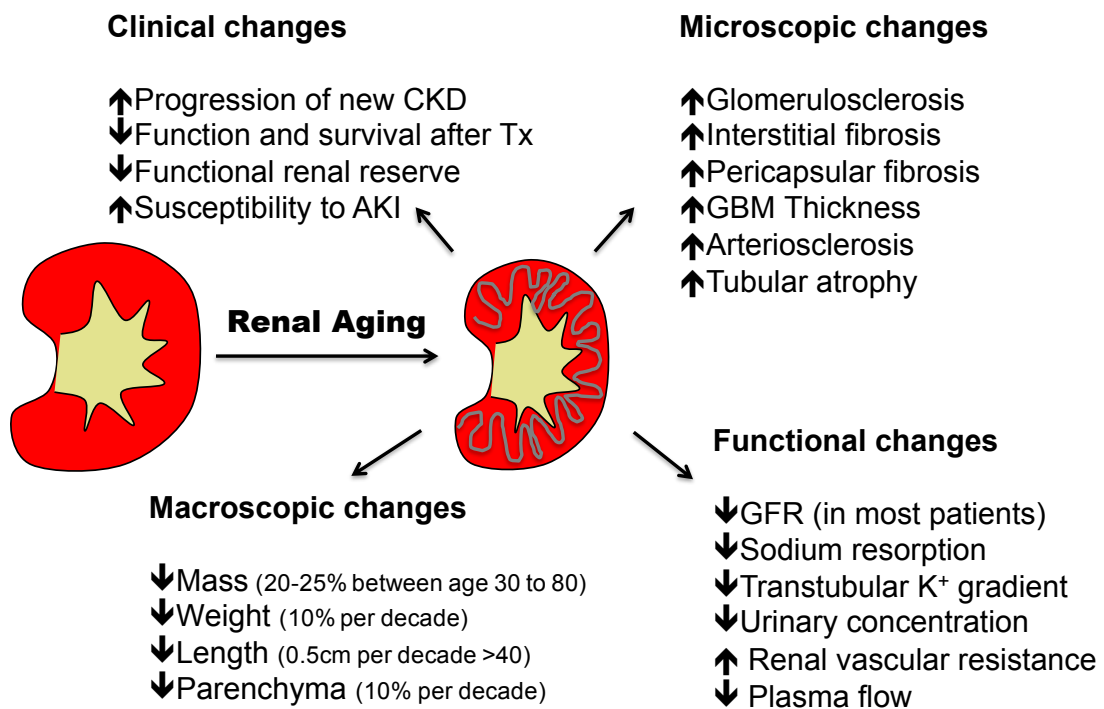 Clinical changes
↑Progression of new CKD
↓Function and survival after Tx
↓Functional renal reserve
↑Susceptibility to AKI
Microscopic changes
↑Glomerulosclerosis
↑Interstitial fibrosis
↑Pericapsular fibrosis
↑GBM Thickness
↑Arteriosclerosis
↑Tubular atrophy
Renal Aging
Macroscopic changes
↓Mass (20-25% between age 30 to 80)
↓Weight (10% per decade)
↓Length (0.5cm per decade >40)
↓Parenchyma (10% per decade)
Functional changes
↓GFR (in most patients)
↓Sodium resorption
↓Transtubular K⁺ gradient
↓Urinary concentration
↑ Renal vascular resistance
↓ Plasma flow